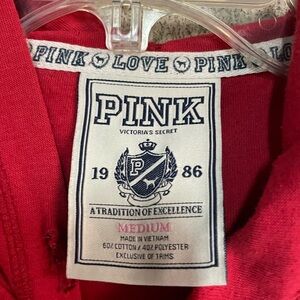 PINK LOVE PINK LO
PINK
VICTORIA'S SECRET
19 P 86
A TRADITION OF EXCELLENCE
MEDIUM
MADE IN VIETNAM
60% COTTON / 40% POLYESTER
EXCLUSIVE OF TRIMS